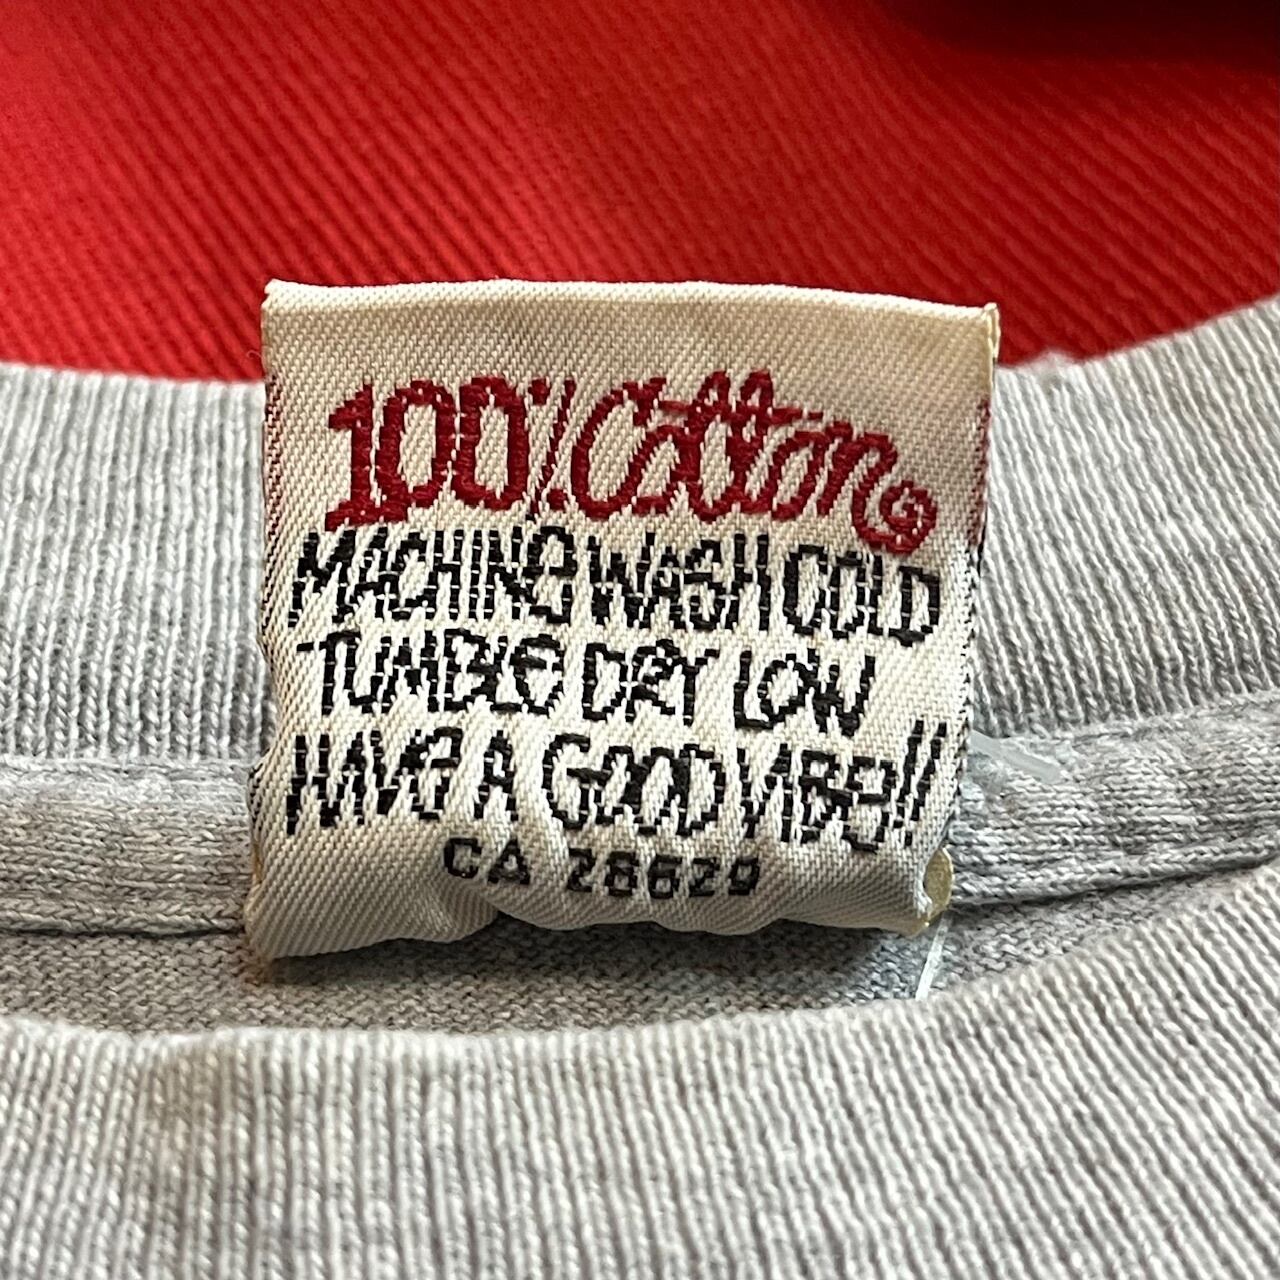 100% Cotton
MACHINE WASH COLD
TUMBLE DRY LOW
HAVE A GOOD VIBE!!
CA 28629